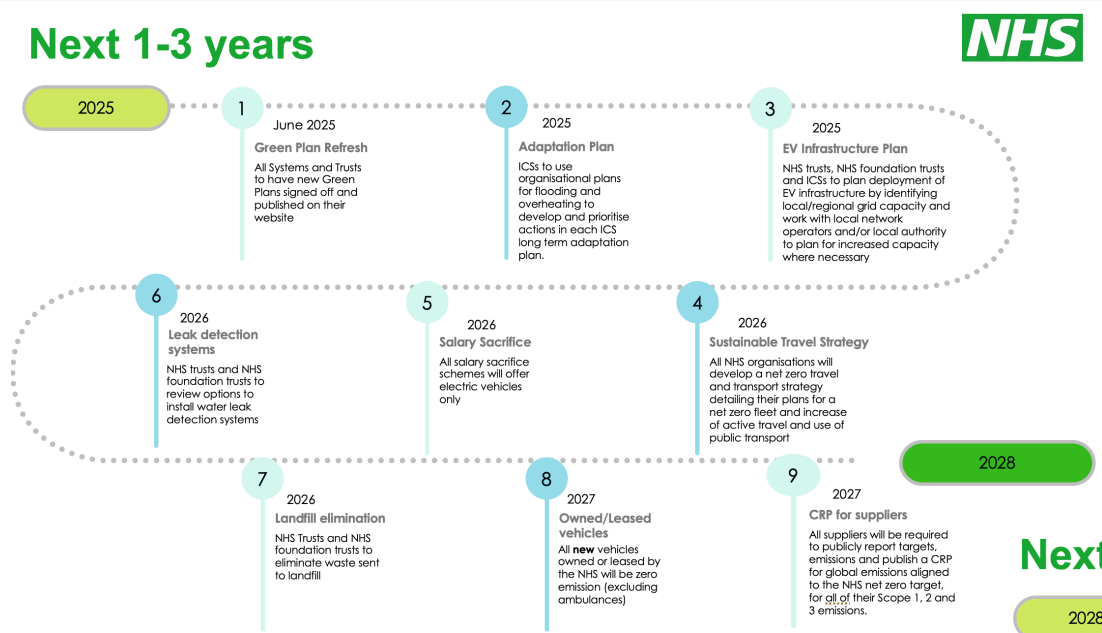 Next 1-3 years
NHS
2025
1
June 2025
Green Plan Refresh
All Systems and Trusts
to have new Green
Plans signed off and
published on their
website
2
2025
Adaptation Plan
ICSs to use
organisational plans
for flooding and
overheating to
develop and prioritise
actions in each ICS
long term adaptation
plan.
3
2025
EV Infrastructure Plan
NHS trusts, NHS foundation trusts
and ICSs to plan deployment of
EV infrastructure by identifying
local/regional grid capacity and
work with local network
operators and/or local authority
to plan for increased capacity
where necessary
4
2026
Sustainable Travel Strategy
All NHS organisations will
develop a net zero travel
and transport strategy
detailing their plans for a
net zero fleet and increase
of active travel and use of
public transport
5
2026
Salary Sacrifice
All salary sacrifice
schemes will offer
electric vehicles
only
6
2026
Leak detection
systems
NHS trusts and NHS
foundation trusts to
review options to
install water leak
detection systems
7
2026
Landfill elimination
NHS Trusts and NHS
foundation trusts to
eliminate waste sent
to landfill
8
2027
Owned/Leased
vehicles
All new vehicles
owned or leased by
the NHS will be zero
emission (excluding
ambulances)
9
2027
CRP for suppliers
All suppliers will be required
to publicly report targets,
emissions and publish a CRP
for global emissions aligned
to the NHS net zero target,
for all of their Scope 1, 2 and
3 emissions.
2028
Next
2028